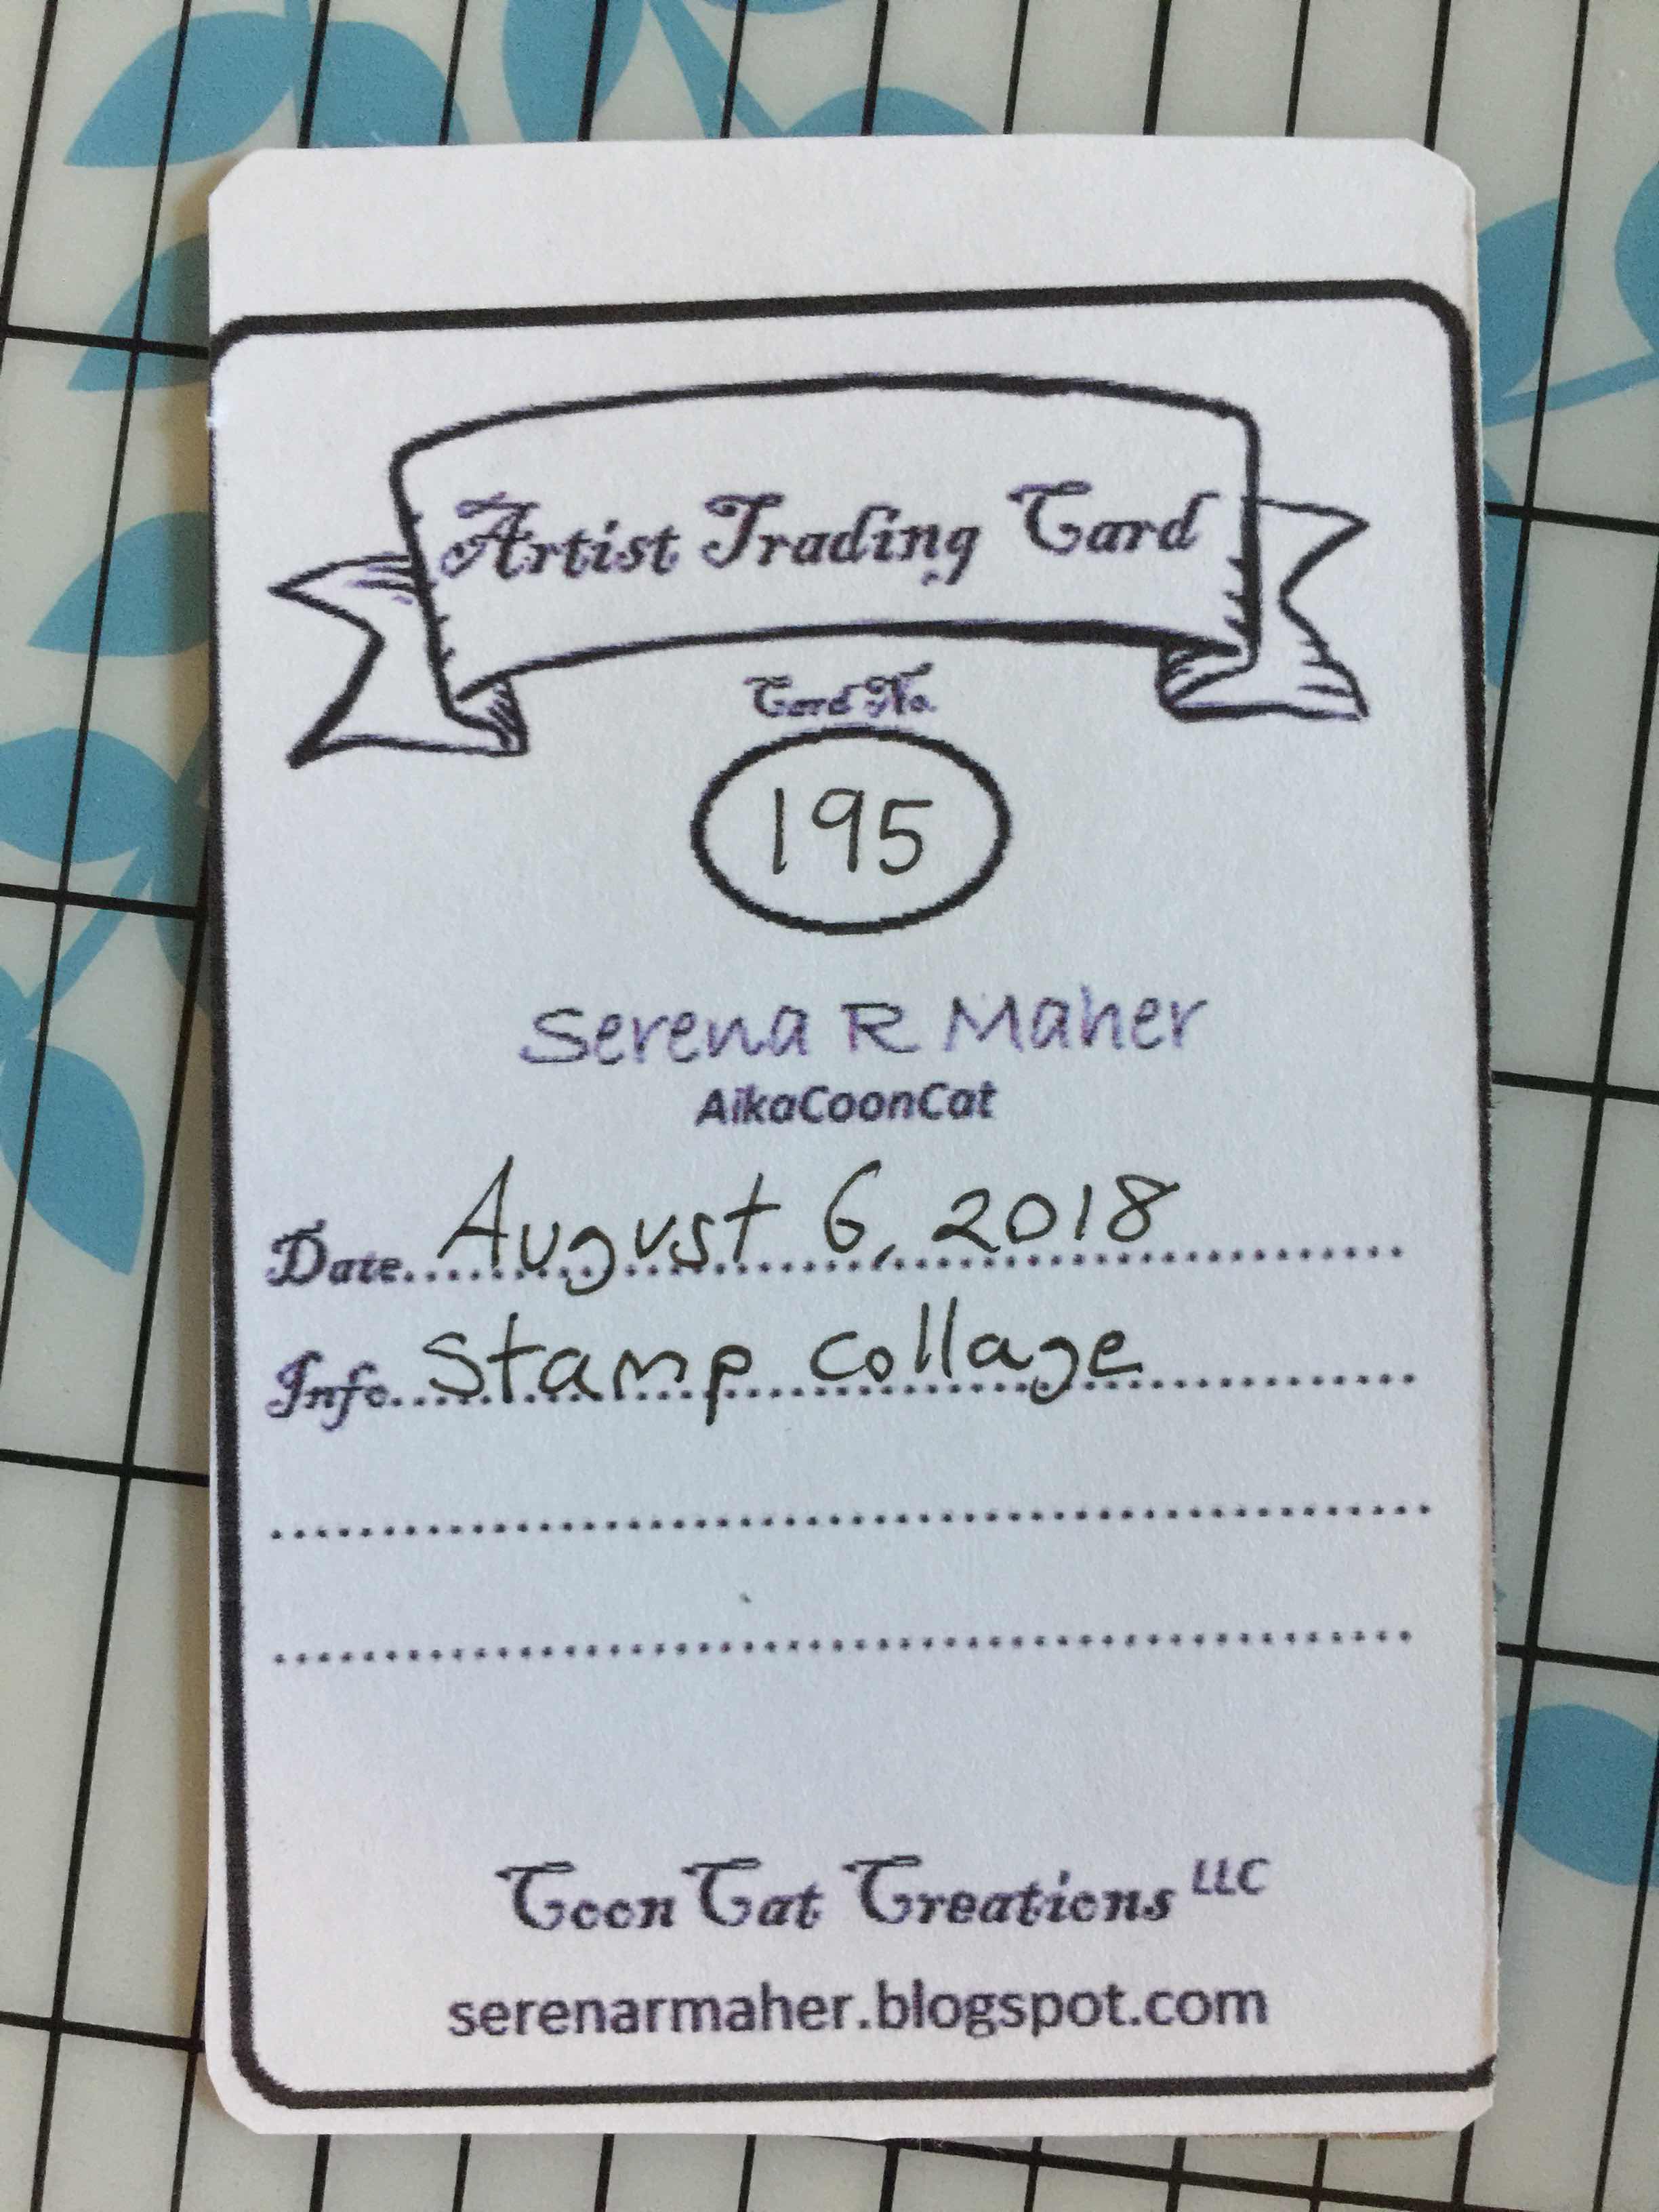 Artist Trading Card
Card No.
195
Serena R Maher
AikaCoonCat
Date. August 6, 2018
Info. Stamp collage
Coon Cat Creations LLC
serenarmaher.blogspot.com